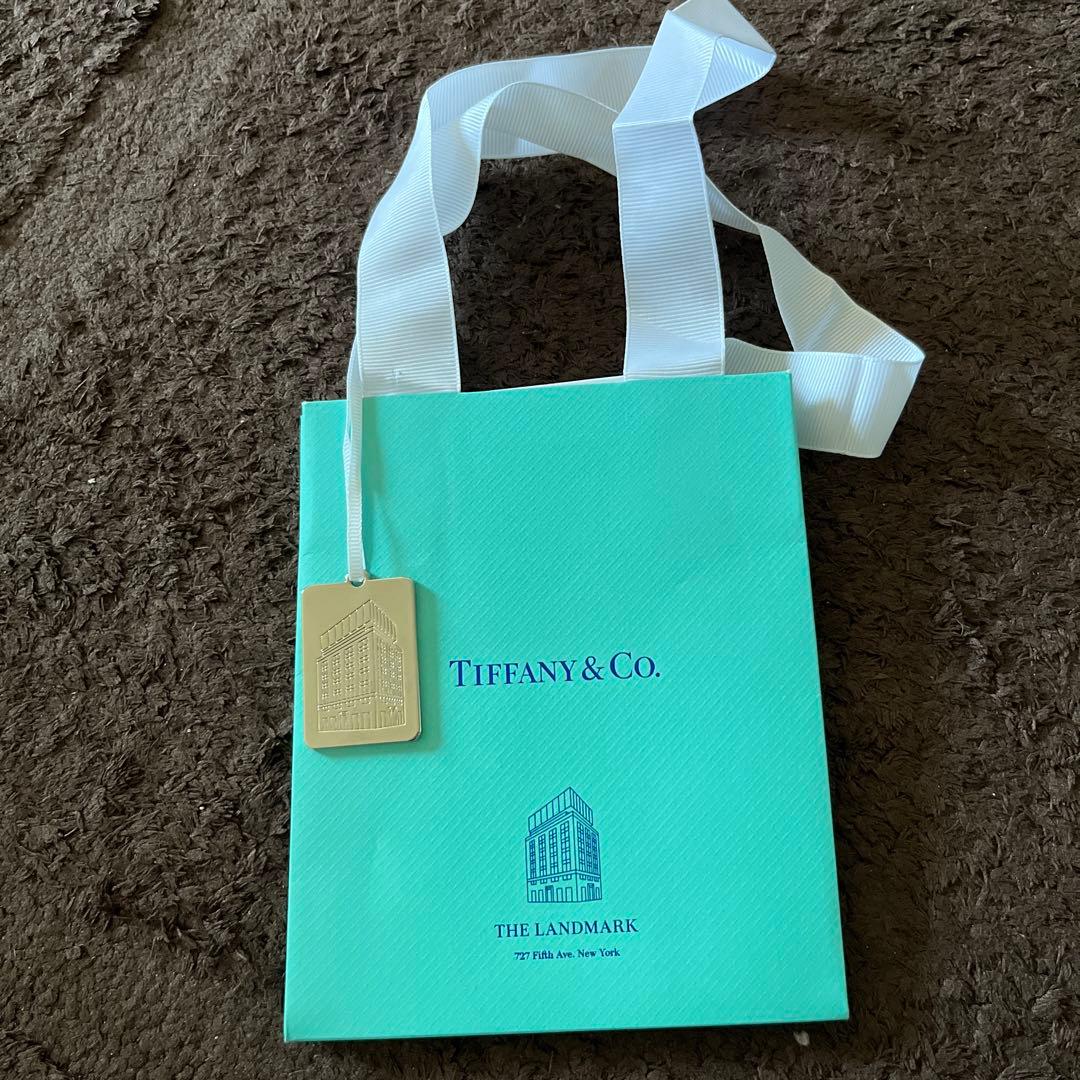 TIFFANY & CO.
THE LANDMARK
727 Fifth Ave. New York